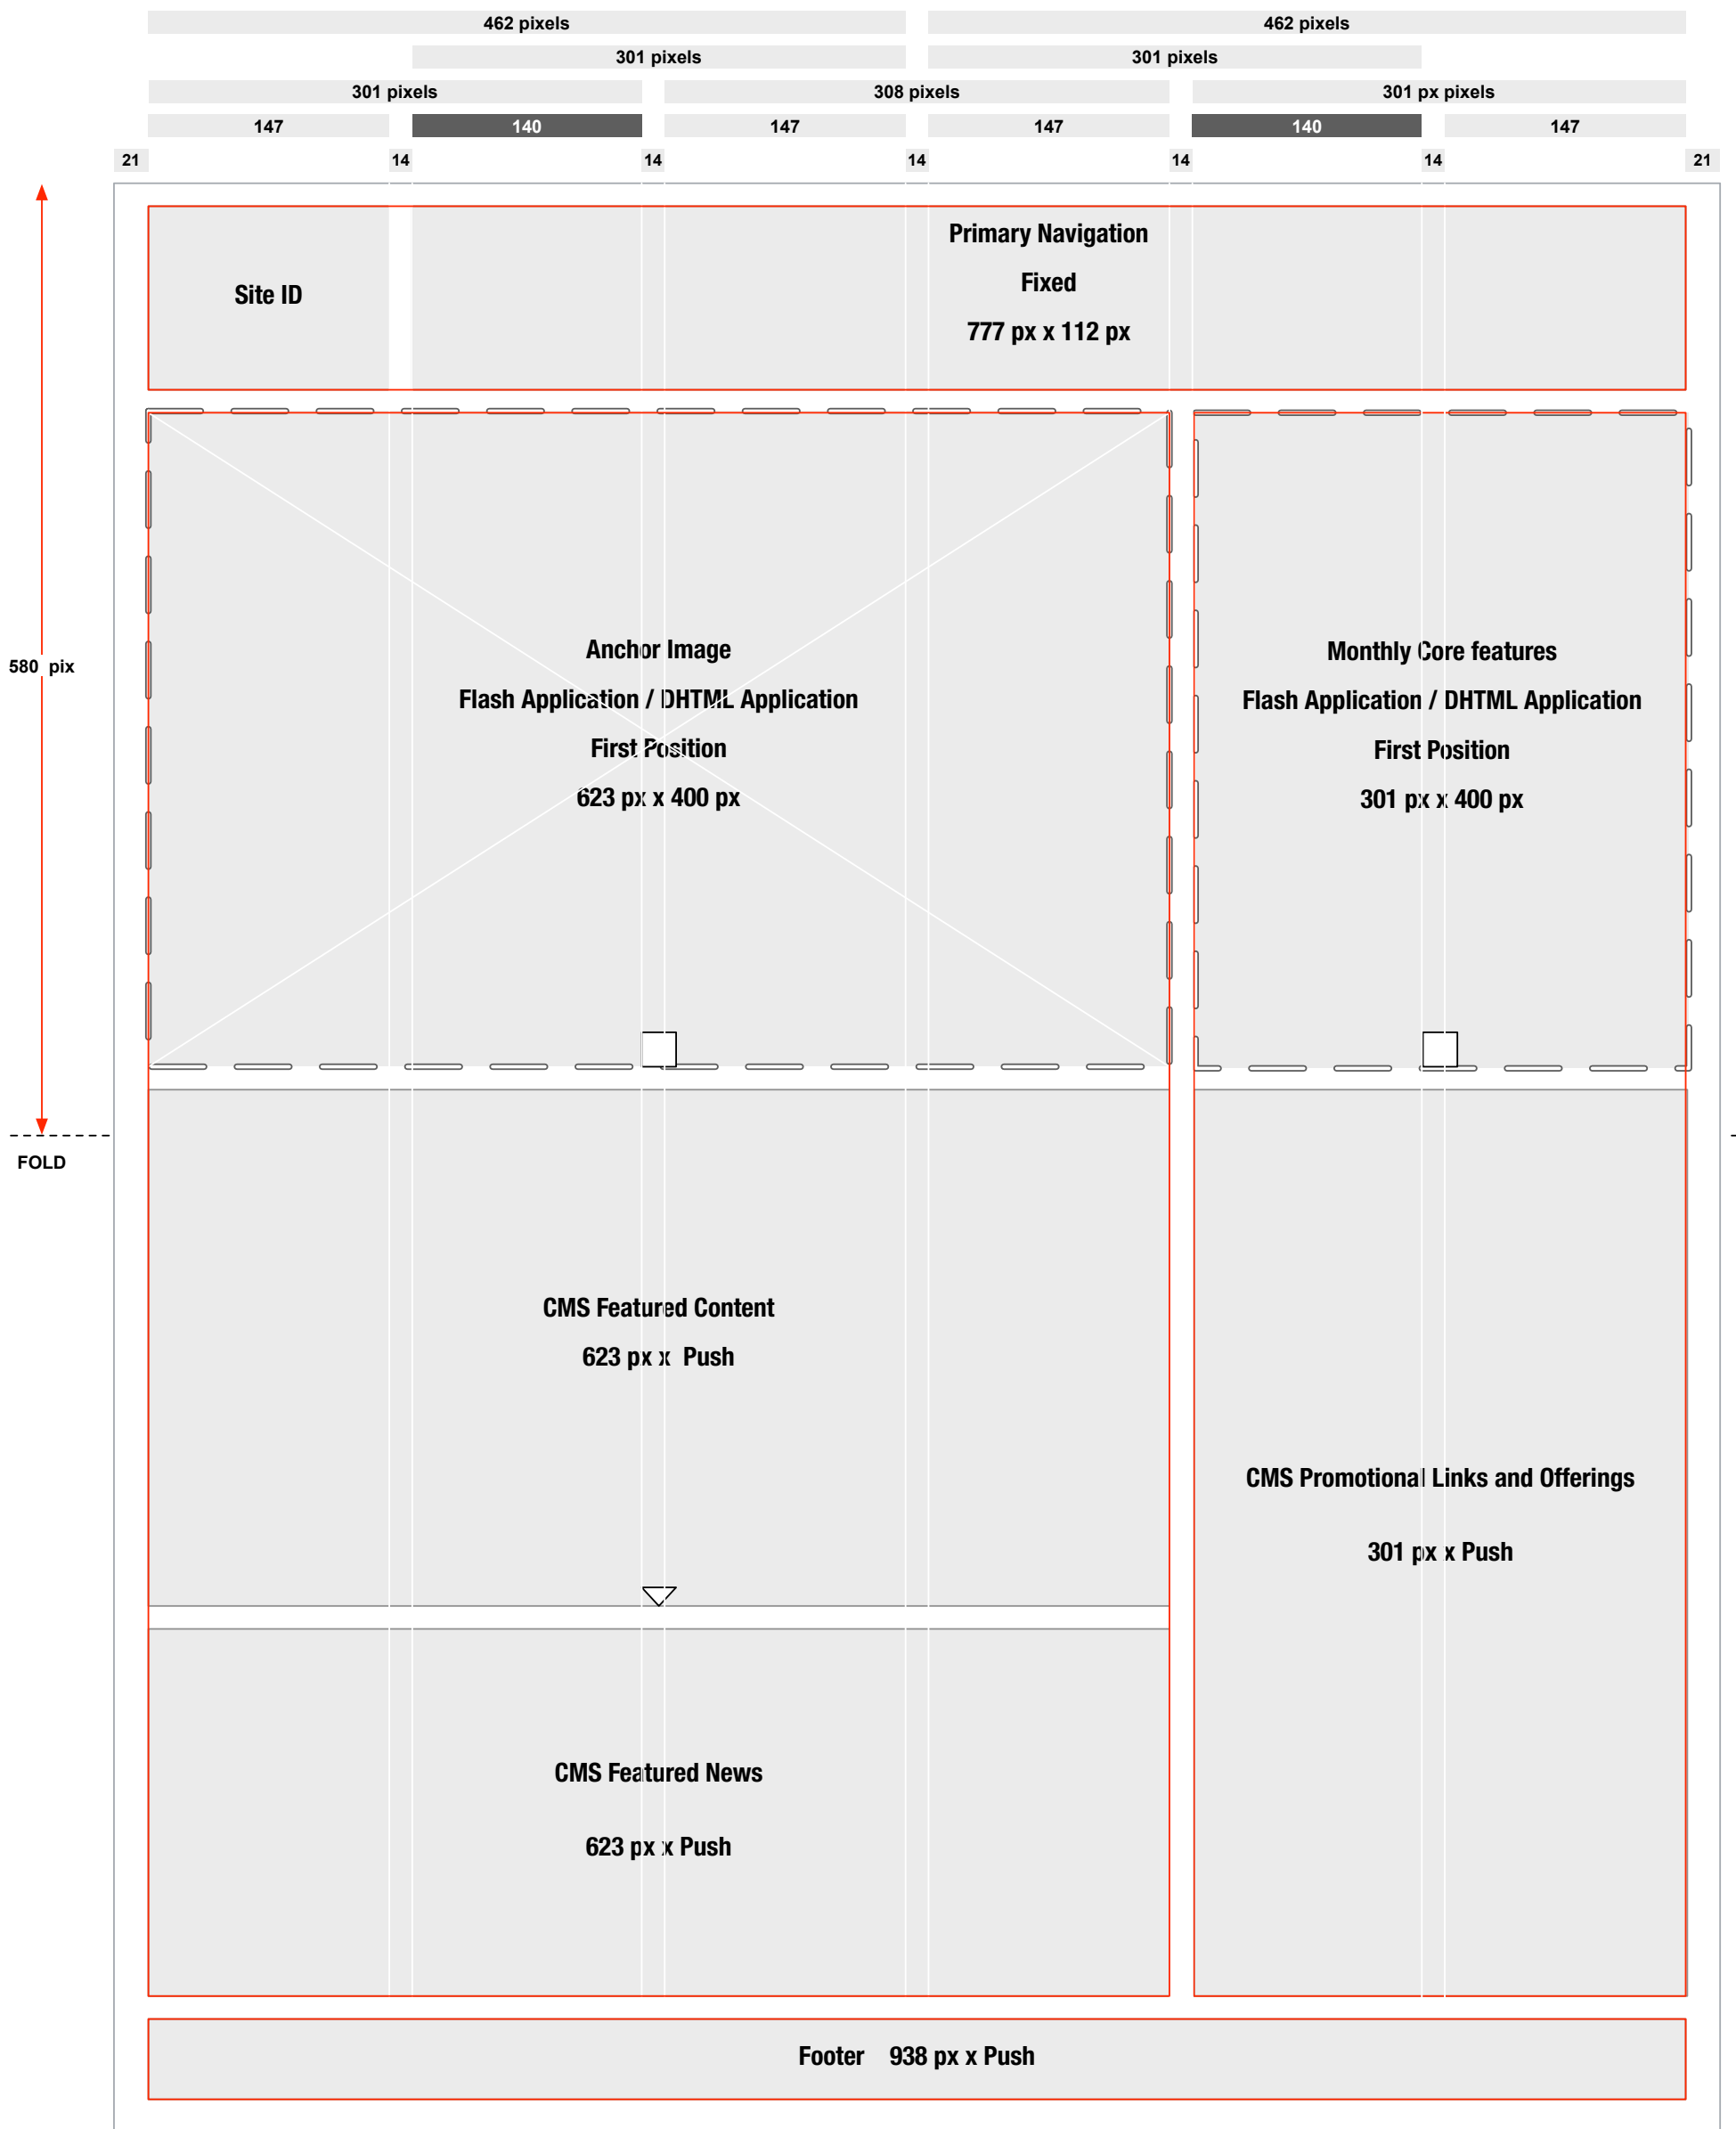 462 pixels
462 pixels
301 pixels
301 pixels
301 pixels
308 pixels
301 px pixels
147
140
147
147
140
147
21
14
14
14
14
14
21
Primary Navigation
Fixed
777 px x 112 px
Site ID
580 pix
Anchor Image
Flash Application / DHTML Application
First Position
623 px x 400 px
Monthly Core features
Flash Application / DHTML Application
First Position
301 px x 400 px
FOLD
CMS Featured Content
623 px x Push
CMS Promotional Links and Offerings
301 px x Push
CMS Featured News
623 px x Push
Footer 938 px x Push